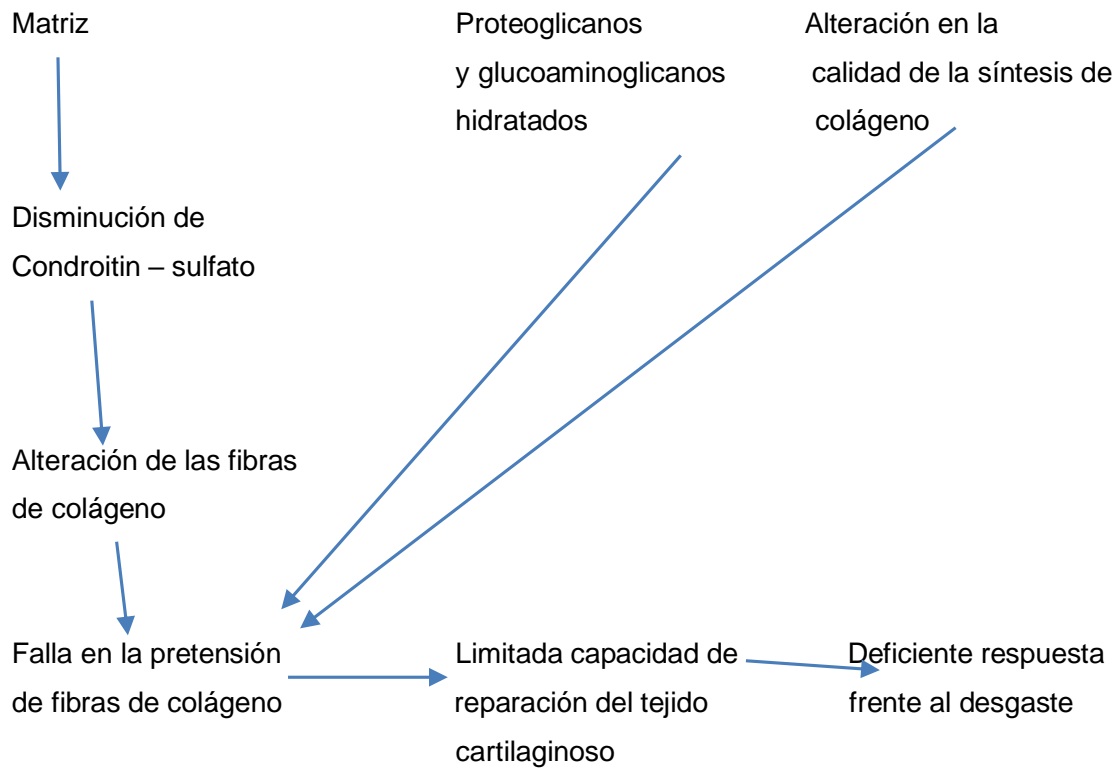 Matriz
Proteoglicanos
y glucoaminoglicanos
hidratados
Alteración en la
calidad de la síntesis de
colágeno
Disminución de
Condroitin – sulfato
Alteración de las fibras
de colágeno
Falla en la pretensión
de fibras de colágeno
Limitada capacidad de
reparación del tejido
cartilaginoso
Deficiente respuesta
frente al desgaste